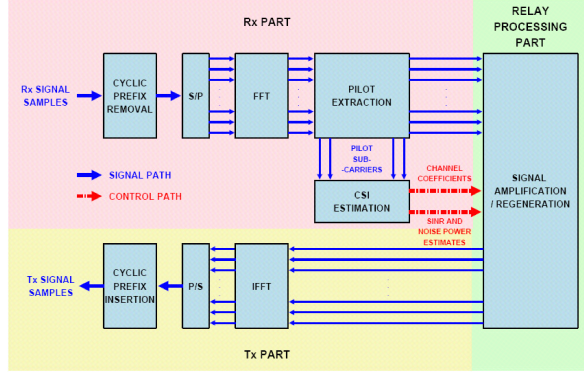 Rx PART
RELAY
PROCESSING
PART
Rx SIGNAL
SAMPLES
CYCLIC
PREFIX
REMOVAL
S/P
FFT
PILOT
EXTRACTION
PILOT
SUB-
-CARRIERS
SIGNAL PATH
CONTROL PATH
CSI
ESTIMATION
CHANNEL
COEFFICIENTS
SINR AND
NOISE POWER
ESTIMATES
SIGNAL
AMPLIFICATION
/ REGENERATION
Tx SIGNAL
SAMPLES
CYCLIC
PREFIX
INSERTION
P/S
IFFT
Tx PART